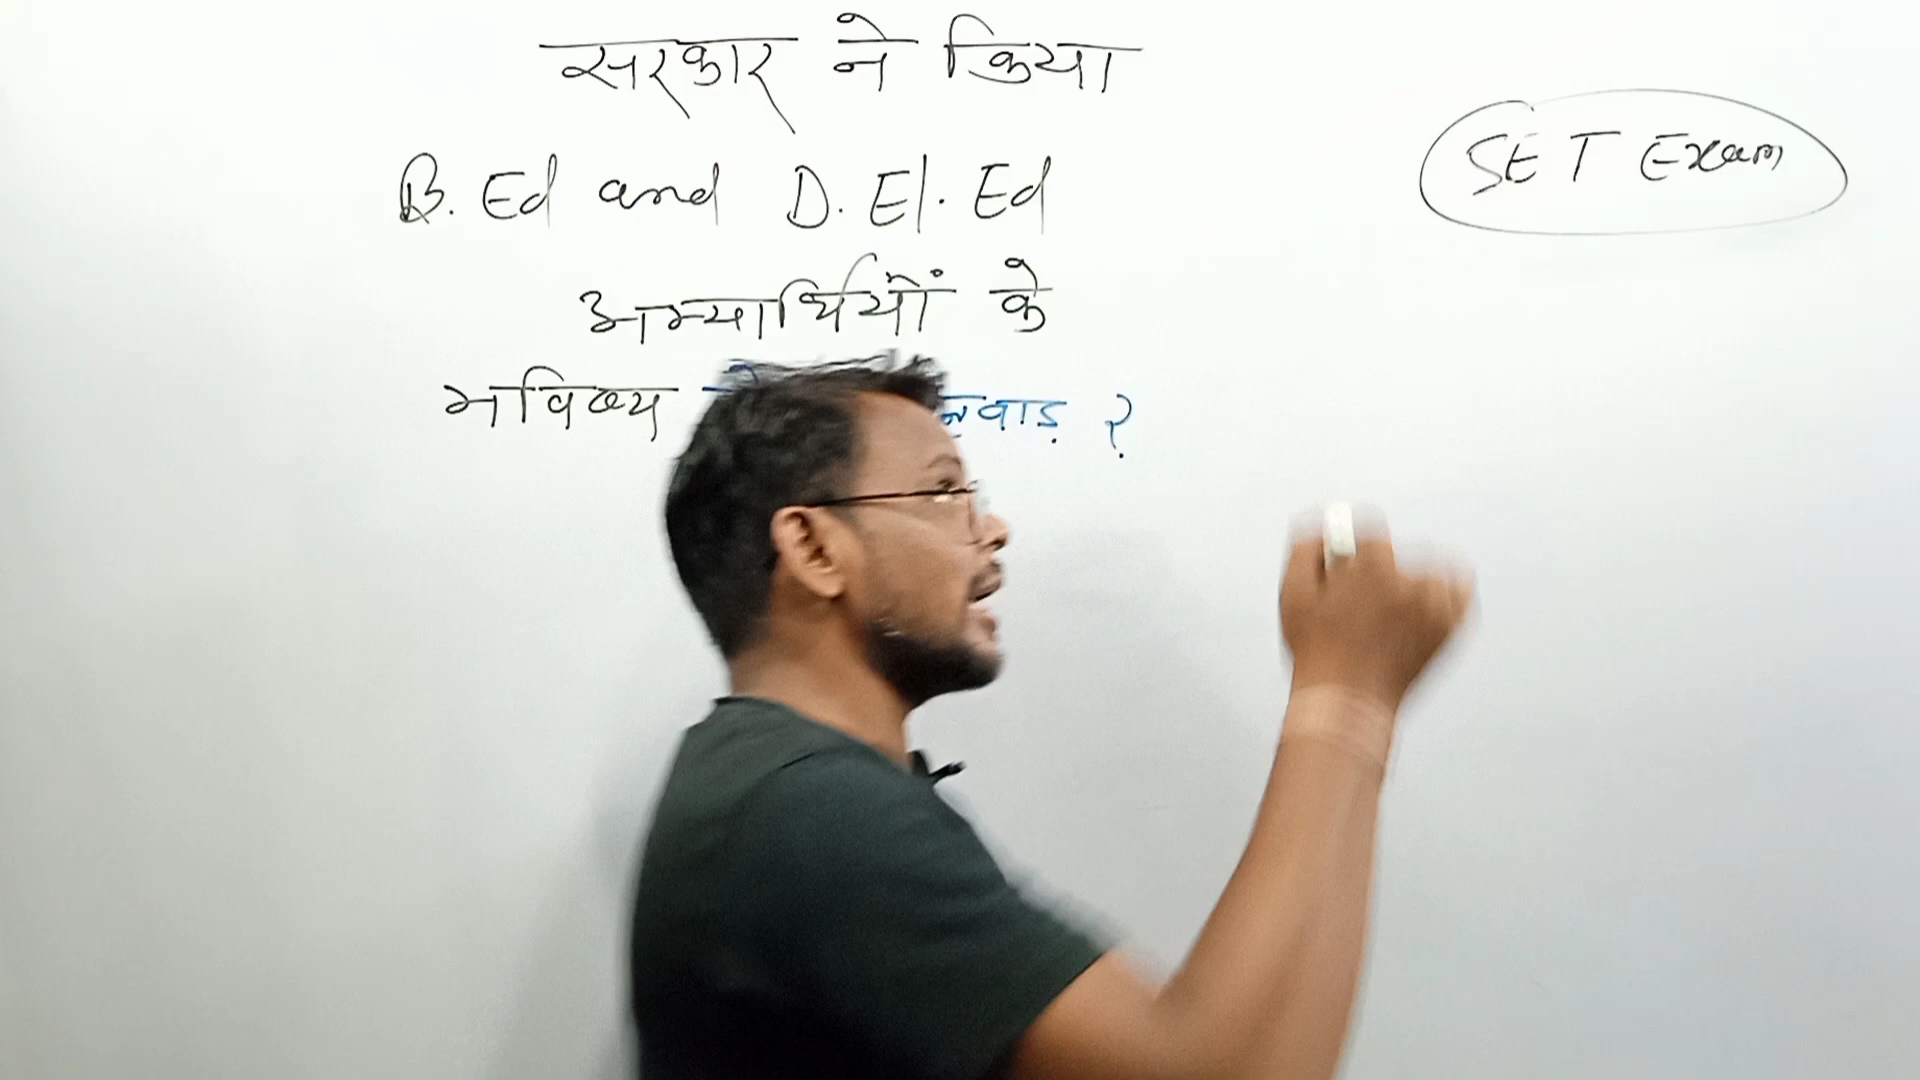 सरकार ने किया
B. Ed and D. El. Ed
अभ्यार्थियों के
भविष्य
SET Exam